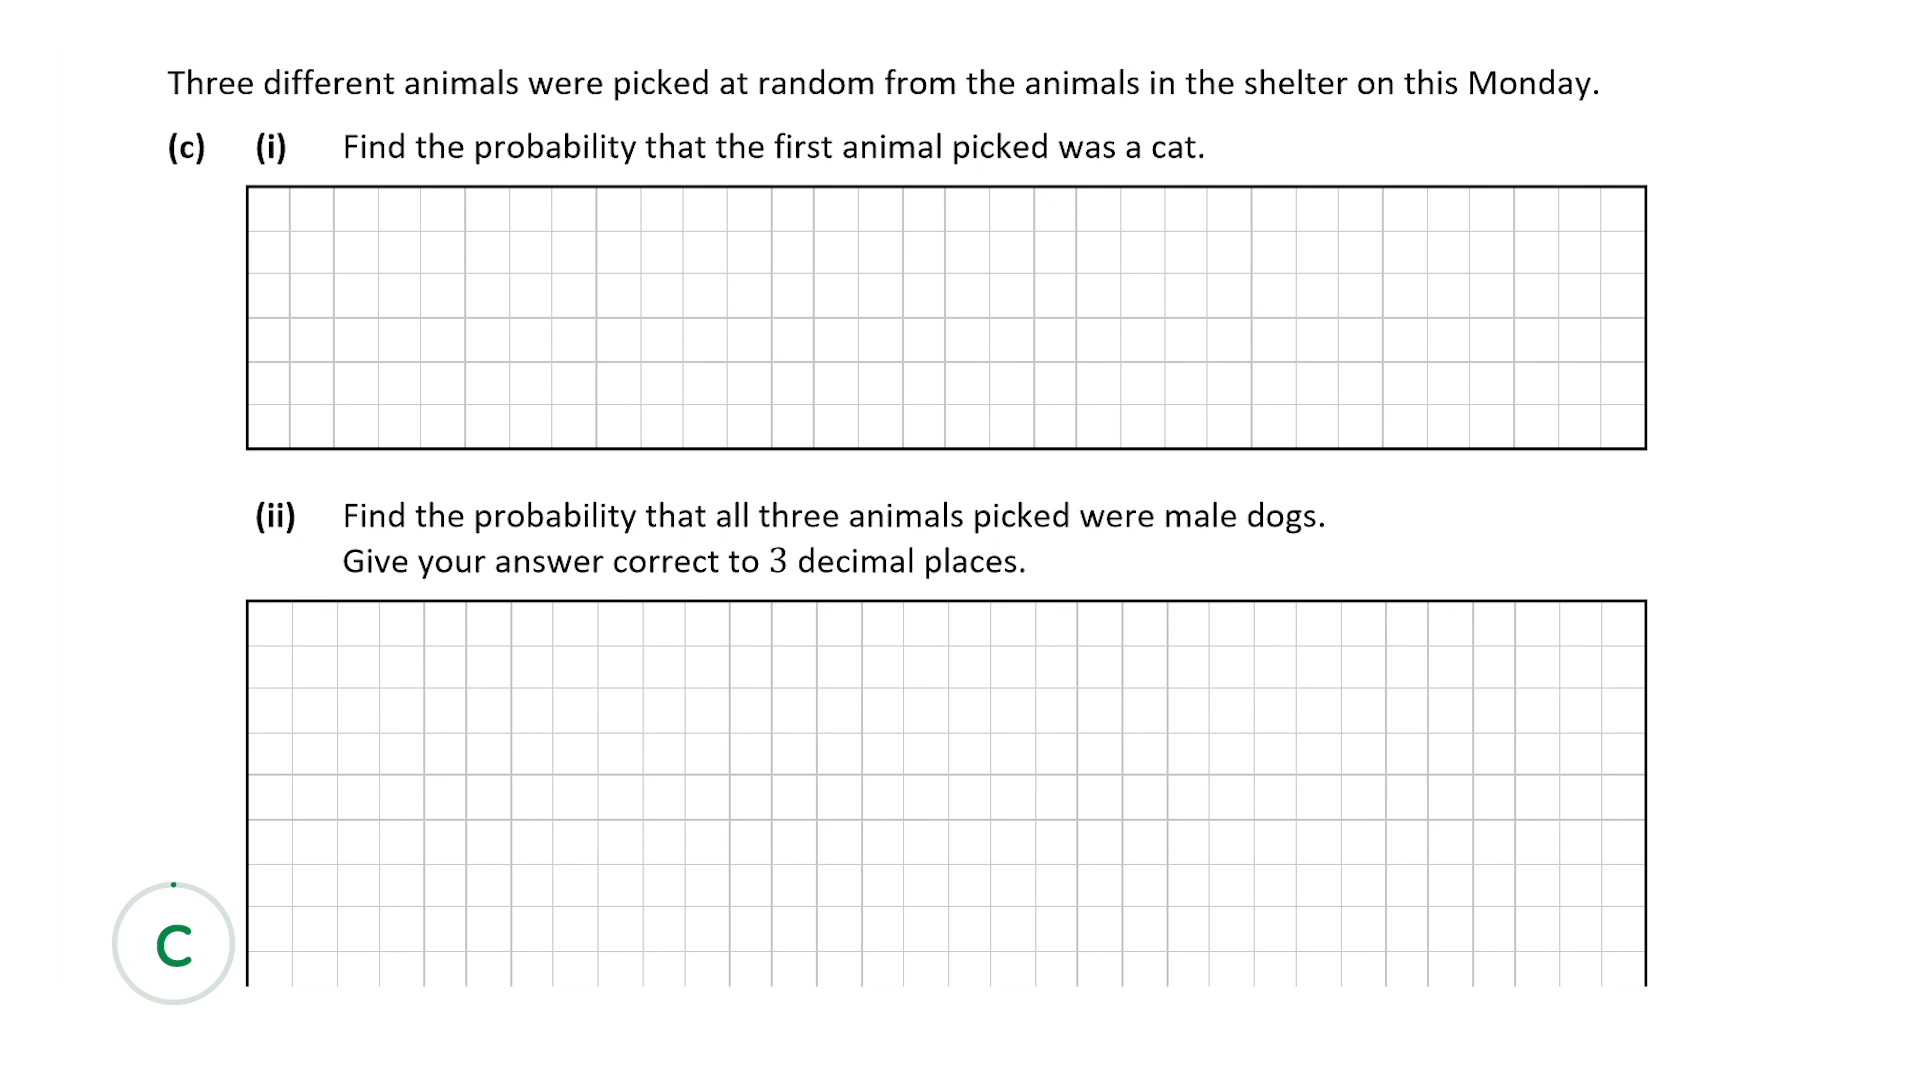 Three different animals were picked at random from the animals in the shelter on this Monday.
(c) (i) Find the probability that the first animal picked was a cat.
(ii) Find the probability that all three animals picked were male dogs.
Give your answer correct to 3 decimal places.
C